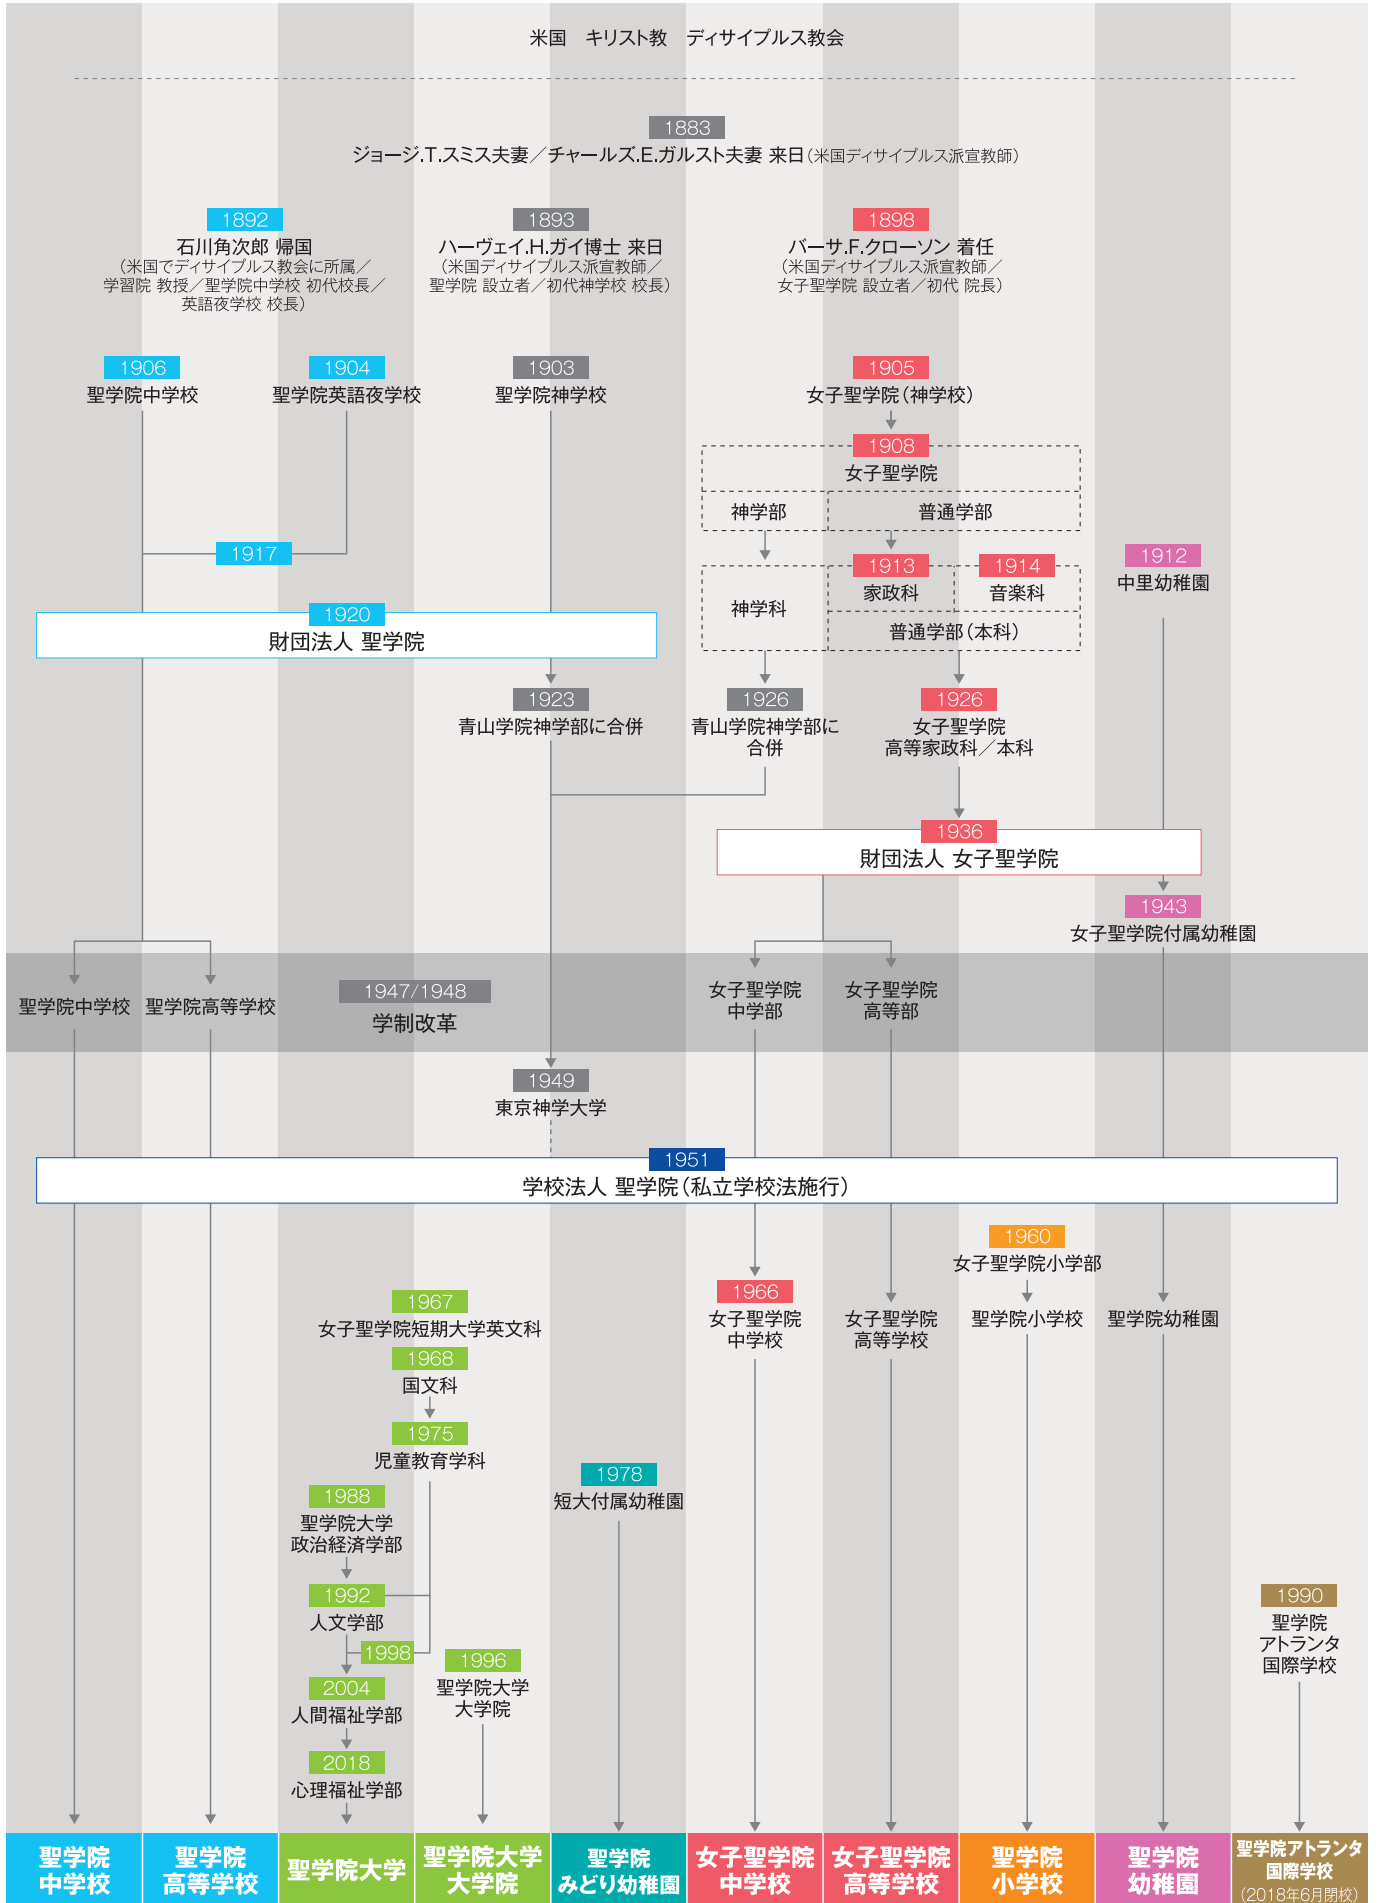 米国　キリスト教　ディサイプルス教会
1883
ジョージ.T.スミス夫妻／チャールズ.E.ガルスト夫妻 来日(米国ディサイプルス派宣教師)
1892
石川角次郎 帰国
(米国でディサイプルス教会に所属／
学習院 教授／聖学院中学校 初代校長／
英語夜学校 校長)
1893
ハーヴェイ.H.ガイ博士 来日
(米国ディサイプルス派宣教師／
聖学院 設立者／初代神学校 校長)
1898
バーサ.F.クローソン 着任
(米国ディサイプルス派宣教師／
女子聖学院 設立者／初代 院長)
1906
聖学院中学校
1904
聖学院英語夜学校
1903
聖学院神学校
1905
女子聖学院(神学校)
1908
女子聖学院
神学部
普通学部
1917
1913
家政科
1914
音楽科
神学科
普通学部(本科)
1912
中里幼稚園
1920
財団法人 聖学院
1923
青山学院神学部に合併
1926
青山学院神学部に
合併
1926
女子聖学院
高等家政科／本科
1936
財団法人 女子聖学院
1943
女子聖学院付属幼稚園
聖学院中学校
聖学院高等学校
1947/1948
学制改革
女子聖学院
中学部
女子聖学院
高等部
1949
東京神学大学
1951
学校法人 聖学院(私立学校法施行)
1960
女子聖学院小学部
1966
女子聖学院
中学校
女子聖学院
高等学校
聖学院小学校
聖学院幼稚園
1967
女子聖学院短期大学英文科
1968
国文科
1975
児童教育学科
1978
短大付属幼稚園
1988
聖学院大学
政治経済学部
1992
人文学部
1998
1996
聖学院大学
大学院
1990
聖学院
アトランタ
国際学校
2004
人間福祉学部
2018
心理福祉学部
聖学院
中学校
聖学院
高等学校
聖学院大学
聖学院大学
大学院
聖学院
みどり幼稚園
女子聖学院
中学校
女子聖学院
高等学校
聖学院
小学校
聖学院
幼稚園
聖学院アトランタ
国際学校
(2018年6月閉校)